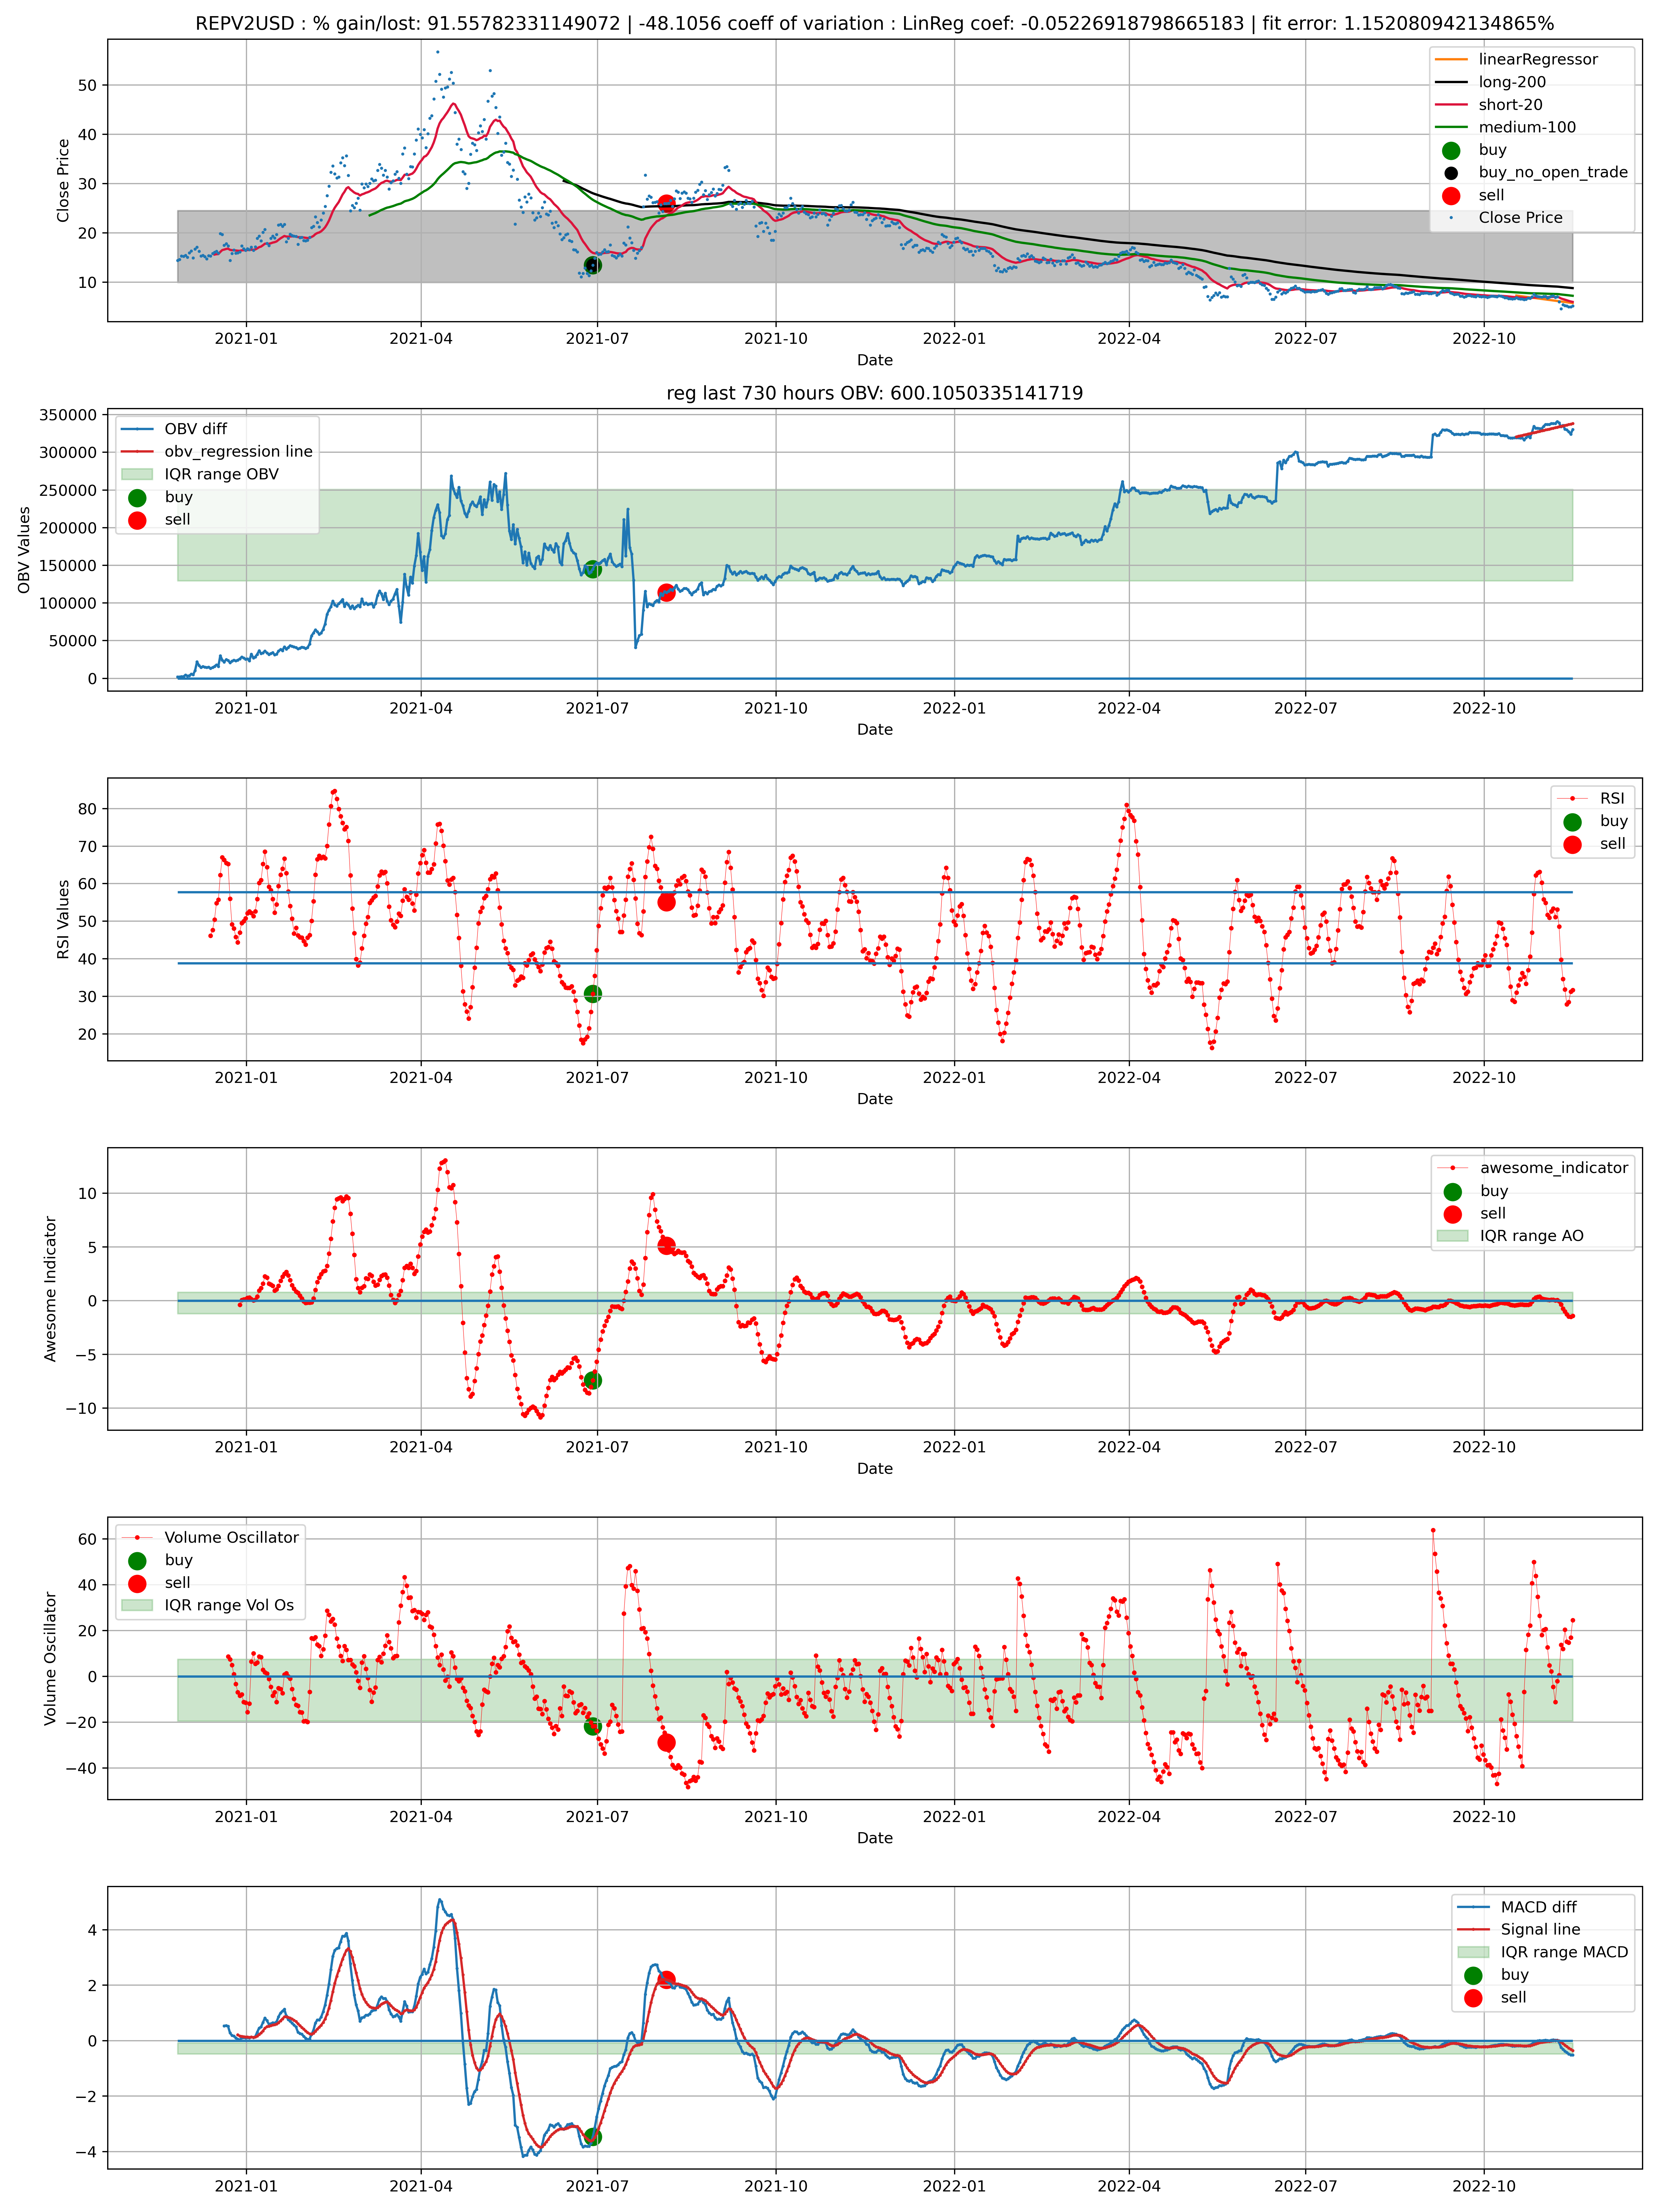 REPV2USD : % gain/lost: 91.55782331149072 | -48.1056 coeff of variation : LinReg coef: -0.05226918798665183 | fit error: 1.152080942134865%
Close Price
50
40
30
20
10
linearRegressor
long-200
short-20
medium-100
buy
buy_no_open_trade
sell
Close Price
2021-01 2021-04 2021-07 2021-10 2022-01 2022-04 2022-07 2022-10
Date
reg last 730 hours OBV: 600.1050335141719
OBV Values
350000
300000
250000
200000
150000
100000
50000
0
OBV diff
obv_regression line
IQR range OBV
buy
sell
2021-01 2021-04 2021-07 2021-10 2022-01 2022-04 2022-07 2022-10
Date
RSI Values
80
70
60
50
40
30
20
RSI
buy
sell
2021-01 2021-04 2021-07 2021-10 2022-01 2022-04 2022-07 2022-10
Date
Awesome Indicator
10
5
0
−5
−10
awesome_indicator
buy
sell
IQR range AO
2021-01 2021-04 2021-07 2021-10 2022-01 2022-04 2022-07 2022-10
Date
Volume Oscillator
60
40
20
0
−20
−40
Volume Oscillator
buy
sell
IQR range Vol Os
2021-01 2021-04 2021-07 2021-10 2022-01 2022-04 2022-07 2022-10
Date
4
2
0
−2
−4
MACD diff
Signal line
IQR range MACD
buy
sell
2021-01 2021-04 2021-07 2021-10 2022-01 2022-04 2022-07 2022-10